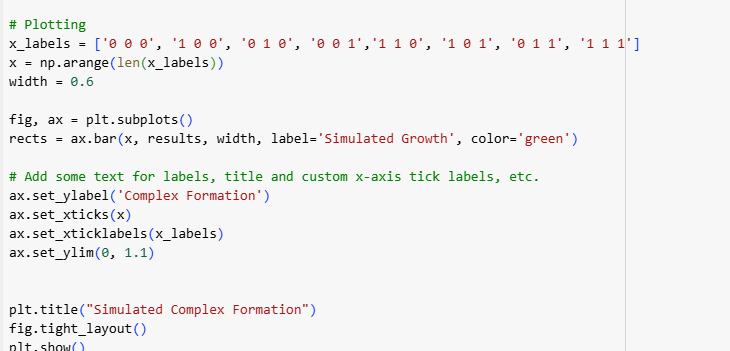 # Plotting
x_labels = ['0 0 0', '1 0 0', '0 1 0', '0 0 1','1 1 0', '1 0 1', '0 1 1', '1 1 1']
x = np.arange(len(x_labels))
width = 0.6
fig, ax = plt.subplots()
rects = ax.bar(x, results, width, label='Simulated Growth', color='green')
# Add some text for labels, title and custom x-axis tick labels, etc.
ax.set_ylabel('Complex Formation')
ax.set_xticks(x)
ax.set_xticklabels(x_labels)
ax.set_ylim(0, 1.1)
plt.title("Simulated Complex Formation")
fig.tight_layout()
plt.show()